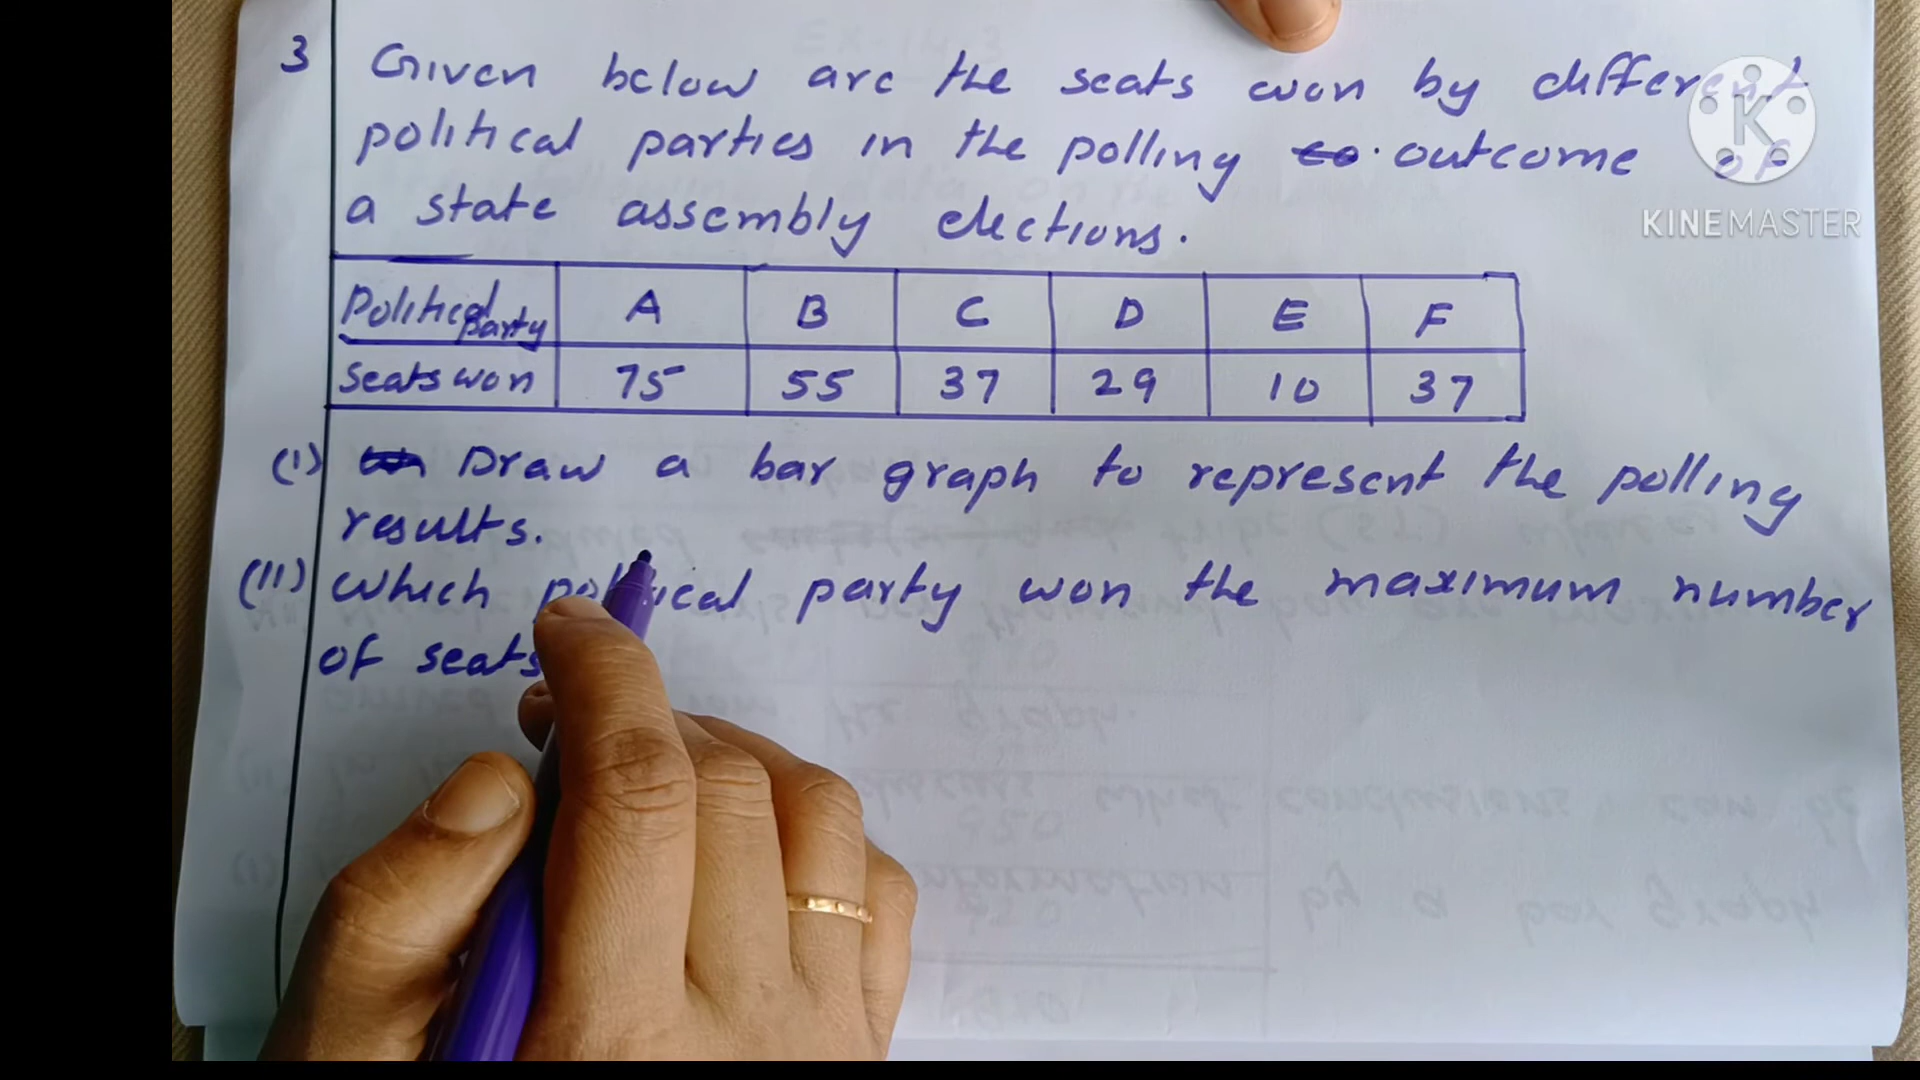 3 Given below are the seats won by different
political parties in the polling outcome of
a state assembly elections.
Political party A B C D E F
Seats won 75 55 37 29 10 37
(i) Draw a bar graph to represent the polling
results.
(ii) Which political party won the maximum number
of seats
K
KINEMASTER